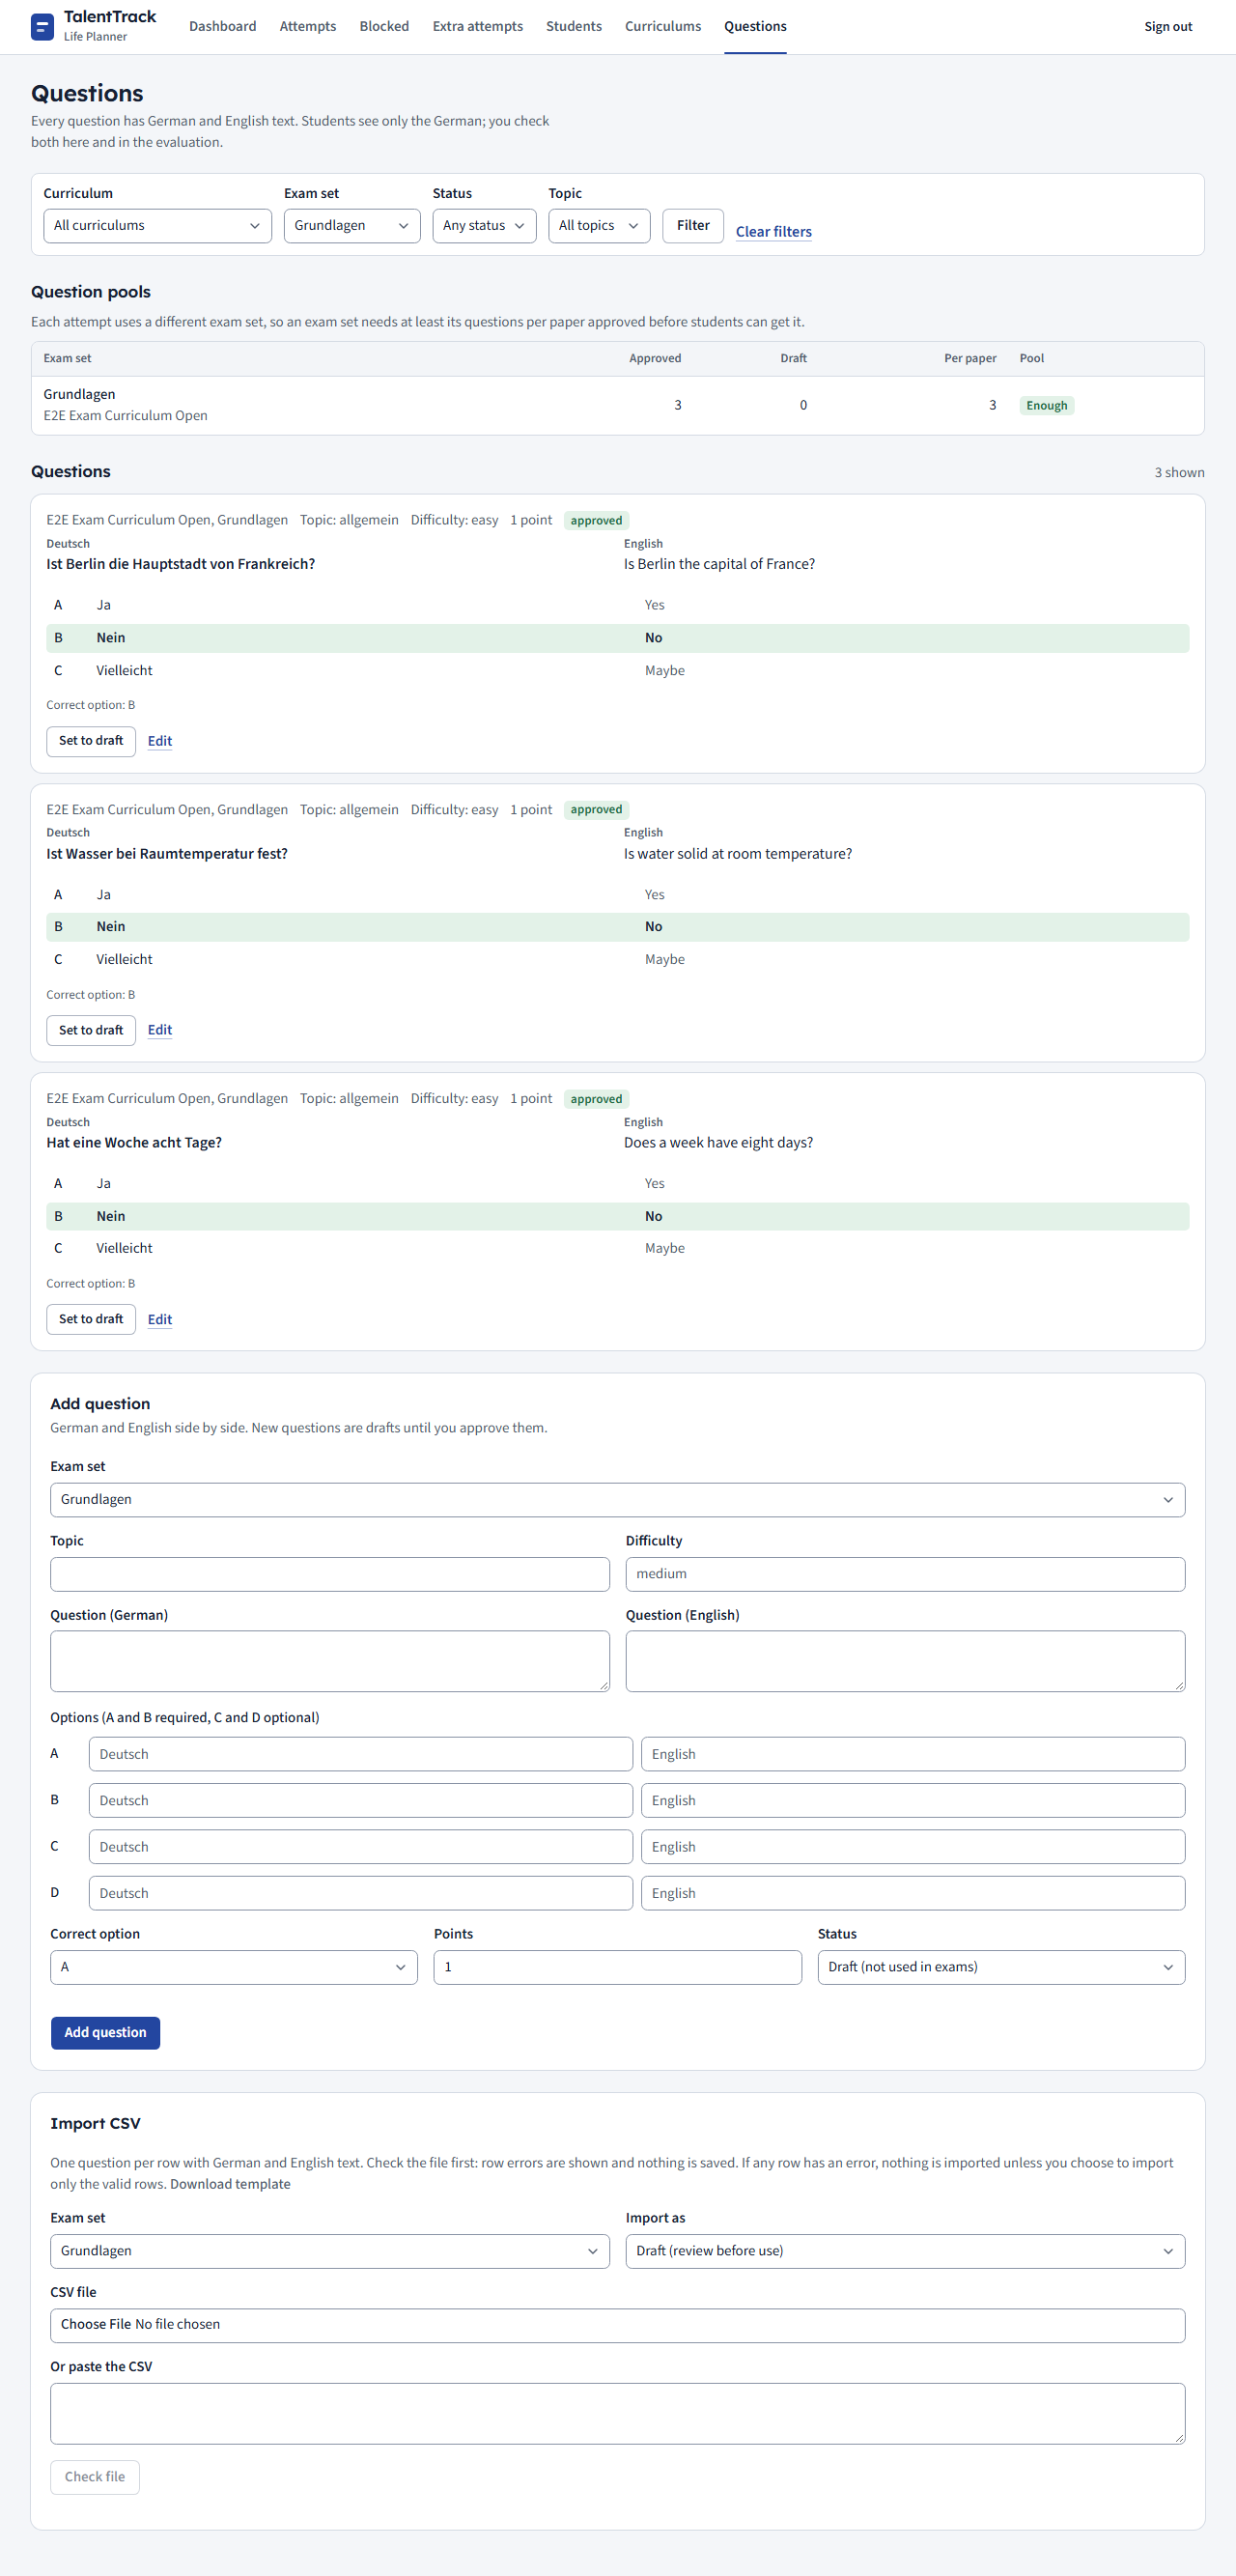 TalentTrack
Life Planner
Dashboard Attempts Blocked Extra attempts Students Curriculums Questions Sign out
Questions
Every question has German and English text. Students see only the German; you check
both here and in the evaluation.
Curriculum Exam set Status Topic
All curriculums Grundlagen Any status All topics Filter Clear filters
Question pools
Each attempt uses a different exam set, so an exam set needs at least its questions per paper approved before students can get it.
Exam set Approved Draft Per paper Pool
Grundlagen
E2E Exam Curriculum Open 3 0 3 Enough
Questions 3 shown
E2E Exam Curriculum Open, Grundlagen Topic: allgemein Difficulty: easy 1 point approved
Deutsch English
Ist Berlin die Hauptstadt von Frankreich? Is Berlin the capital of France?
A Ja Yes
B Nein No
C Vielleicht Maybe
Correct option: B
Set to draft Edit
E2E Exam Curriculum Open, Grundlagen Topic: allgemein Difficulty: easy 1 point approved
Deutsch English
Ist Wasser bei Raumtemperatur fest? Is water solid at room temperature?
A Ja Yes
B Nein No
C Vielleicht Maybe
Correct option: B
Set to draft Edit
E2E Exam Curriculum Open, Grundlagen Topic: allgemein Difficulty: easy 1 point approved
Deutsch English
Hat eine Woche acht Tage? Does a week have eight days?
A Ja Yes
B Nein No
C Vielleicht Maybe
Correct option: B
Set to draft Edit
Add question
German and English side by side. New questions are drafts until you approve them.
Exam set
Grundlagen
Topic Difficulty
medium
Question (German) Question (English)
Options (A and B required, C and D optional)
A Deutsch English
B Deutsch English
C Deutsch English
D Deutsch English
Correct option Points Status
A 1 Draft (not used in exams)
Add question
Import CSV
One question per row with German and English text. Check the file first: row errors are shown and nothing is saved. If any row has an error, nothing is imported unless you choose to import
only the valid rows. Download template
Exam set Import as
Grundlagen Draft (review before use)
CSV file
Choose File No file chosen
Or paste the CSV
Check file